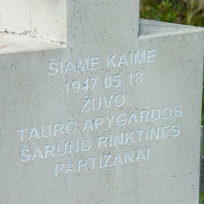 ŠIAME KAIME
1947 05 18
ŽUVO
TAURO APYGARDOS
ŠARŪNO RINKTINĖS
PARTIZANAI